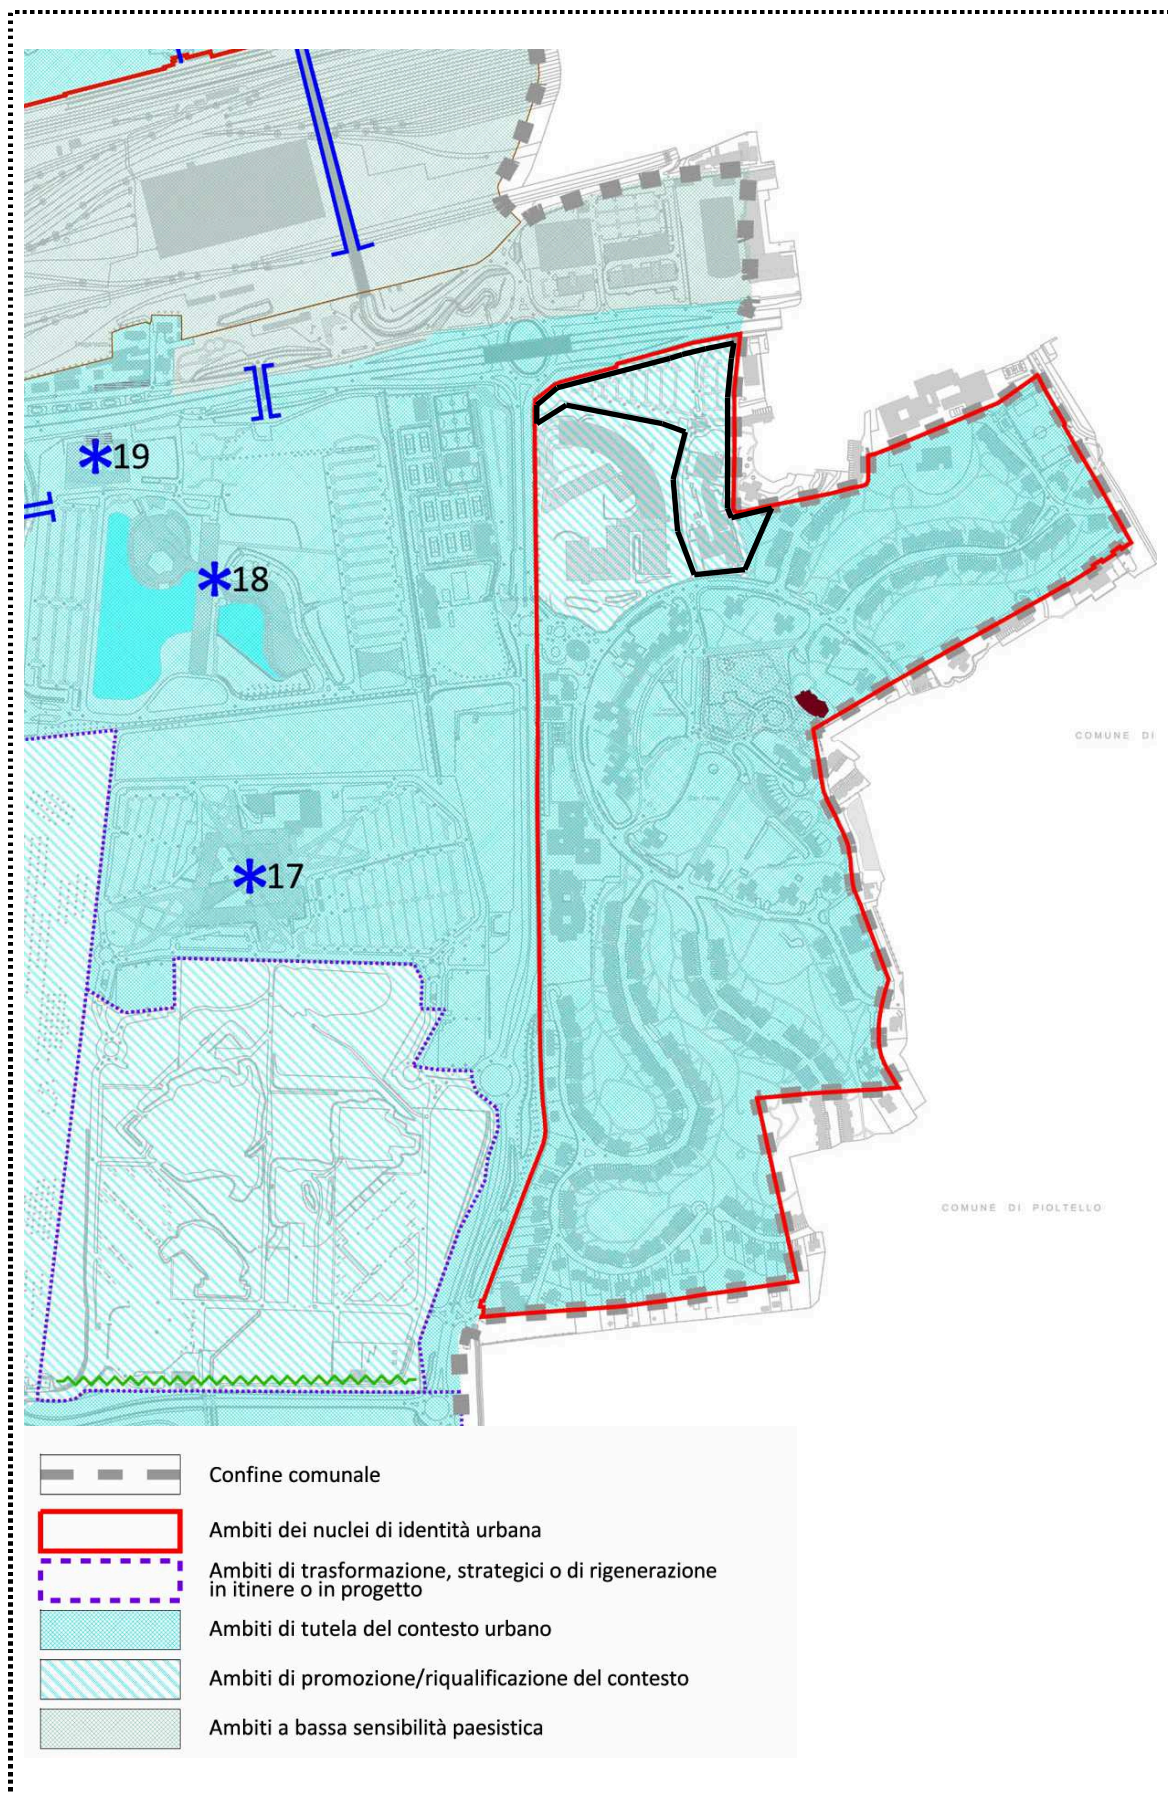 19
18
COMUNE DI
17
COMUNE DI PIOLTELLO
Confine comunale
Ambiti dei nuclei di identità urbana
Ambiti di trasformazione, strategici o di rigenerazione
in itinere o in progetto
Ambiti di tutela del contesto urbano
Ambiti di promozione/riqualificazione del contesto
Ambiti a bassa sensibilità paesistica